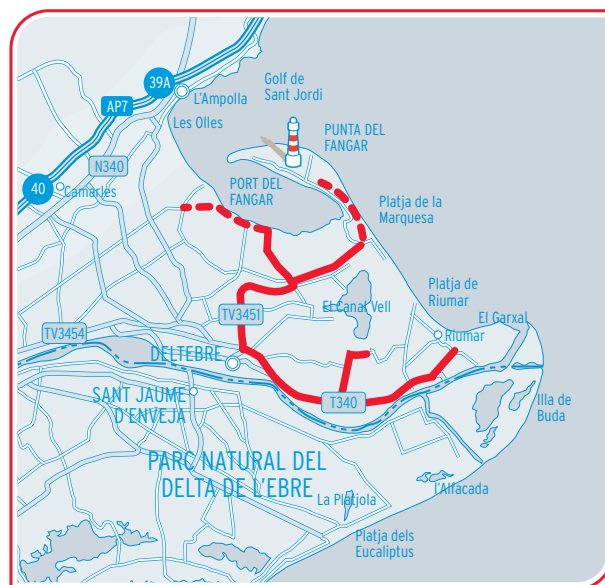 Golf de
Sant Jordi
39A
L'Ampolla
AP7
Les Olles
PUNTA DEL
FANGAR
N340
40
Camarles
PORT DEL
FANGAR
Platja de la
Marquesa
Platja de
Riumar
El Canal Vell
TV3451
El Garxal
TV3454
Riumar
DELTEBRE
SANT JAUME
D'ENVEJA
T340
Illa de
Buda
PARC NATURAL DEL
DELTA DE L'EBRE
l'Alfacada
La Platjola
Platja dels
Eucaliptus